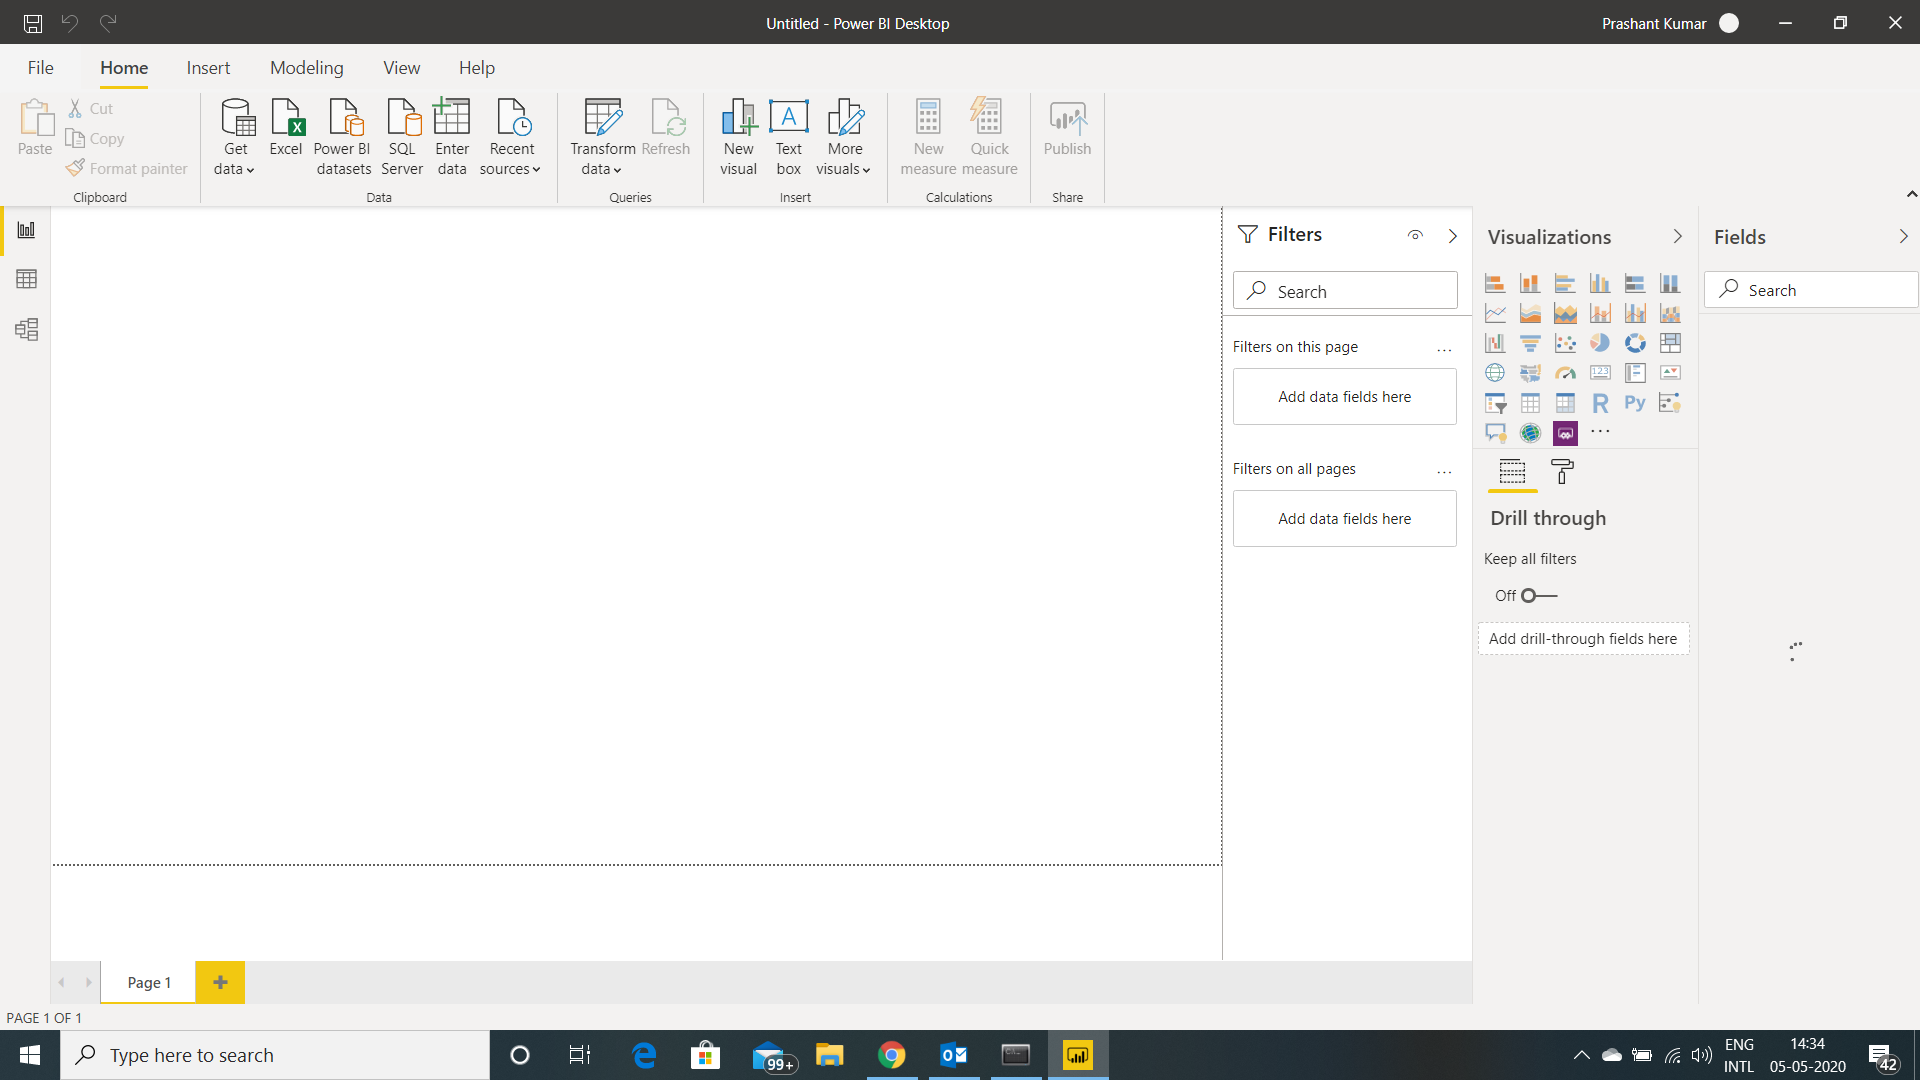 Untitled - Power BI Desktop
Prashant Kumar
File
Home
Insert
Modeling
View
Help
Paste
Cut
Copy
Format painter
Clipboard
Get
data
Excel
Power BI
datasets
SQL
Server
Enter
data
Recent
sources
Data
Transform
data
Refresh
Queries
New
visual
Text
box
More
visuals
Insert
New
measure
Quick
measure
Calculations
Publish
Share
Filters
Search
Filters on this page
...
Add data fields here
Filters on all pages
...
Add data fields here
Visualizations
123
R
Py
...
Drill through
Keep all filters
Off
Add drill-through fields here
Fields
Search
Page 1
PAGE 1 OF 1
Type here to search
99+
ENG
INTL
14:34
05-05-2020
42